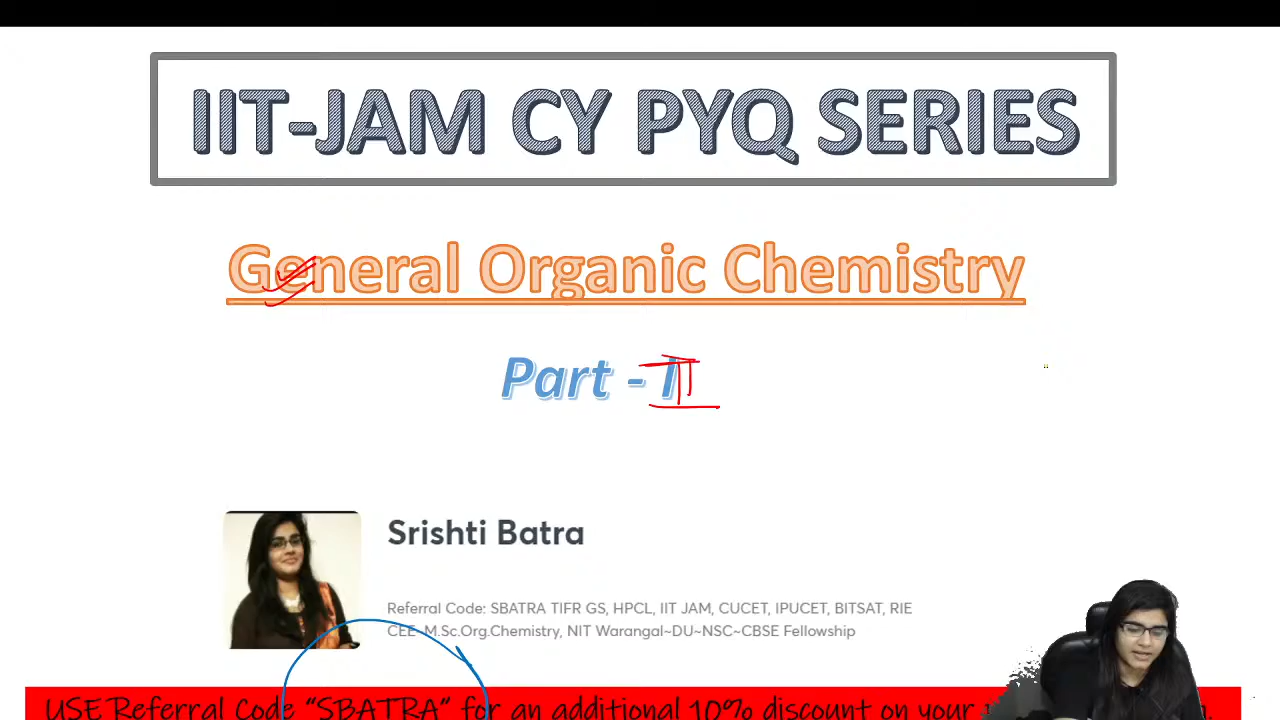 IIT-JAM CY PYQ SERIES
General Organic Chemistry
Part - II
Srishti Batra
Referral Code: SBATRA TIFR GS, HPCL, IIT JAM, CUCET, IPUCET, BITSAT, RIE
CEE- M.Sc.Org.Chemistry, NIT Warangal~DU~NSC~CBSE Fellowship
USE Referral Code "SBATRA" for an additional 10% discount on your